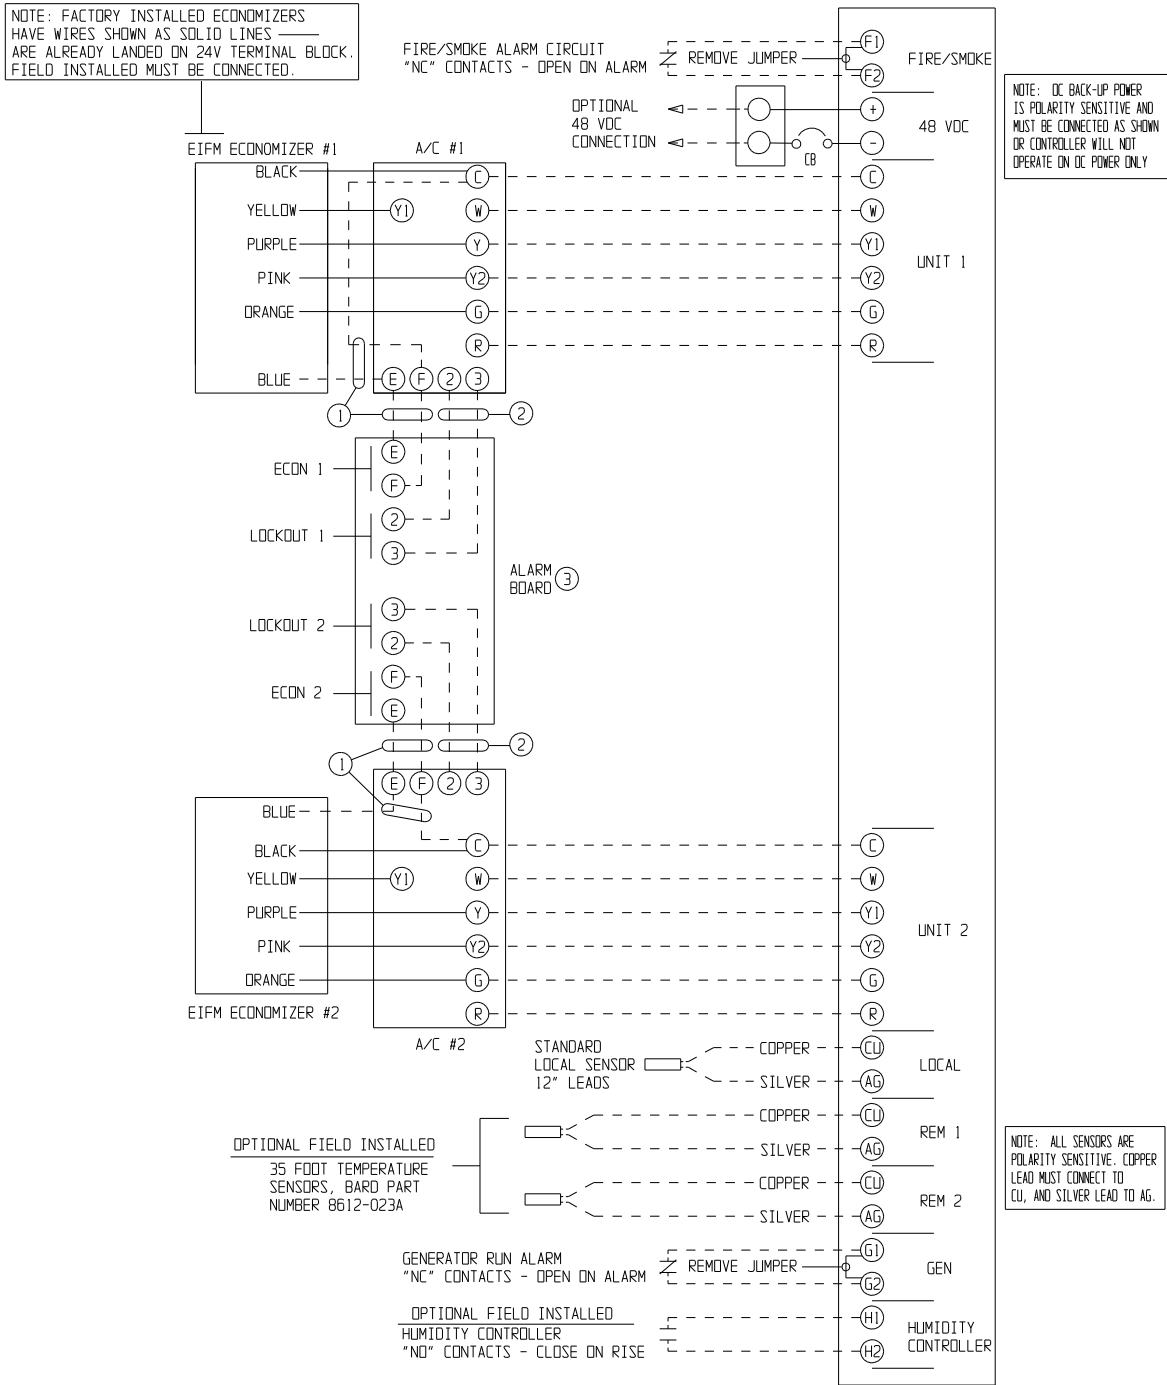 NOTE: FACTORY INSTALLED ECONOMIZERS
HAVE WIRES SHOWN AS SOLID LINES
ARE ALREADY LANDED ON 24V TERMINAL BLOCK.
FIELD INSTALLED MUST BE CONNECTED.
FIRE/SMOKE ALARM CIRCUIT
"NC" CONTACTS - OPEN ON ALARM
REMOVE JUMPER
F1
F2
FIRE/SMOKE
OPTIONAL
48 VDC
CONNECTION
CB
+
-
48 VDC
NOTE: DC BACK-UP POWER
IS POLARITY SENSITIVE AND
MUST BE CONNECTED AS SHOWN
OR CONTROLLER WILL NOT
OPERATE ON DC POWER ONLY
EIFM ECONOMIZER #1
A/C #1
BLACK
C
C
YELLOW
Y1
W
W
PURPLE
Y
Y1
UNIT 1
PINK
Y2
Y2
ORANGE
G
G
R
R
BLUE
E
F
2
3
1
2
ECON 1
E
F
LOCKOUT 1
2
3
ALARM
BOARD
3
LOCKOUT 2
3
2
ECON 2
F
E
1
2
E
F
2
3
BLUE
BLACK
C
C
YELLOW
Y1
W
W
PURPLE
Y
Y1
UNIT 2
PINK
Y2
Y2
ORANGE
G
G
EIFM ECONOMIZER #2
R
R
A/C #2
STANDARD
LOCAL SENSOR
12" LEADS
COPPER
CU
SILVER
AG
LOCAL
OPTIONAL FIELD INSTALLED
35 FOOT TEMPERATURE
SENSORS, BARD PART
NUMBER 8612-023A
COPPER
CU
SILVER
AG
REM 1
COPPER
CU
SILVER
AG
REM 2
NOTE: ALL SENSORS ARE
POLARITY SENSITIVE. COPPER
LEAD MUST CONNECT TO
CU, AND SILVER LEAD TO AG.
GENERATOR RUN ALARM
"NC" CONTACTS - OPEN ON ALARM
REMOVE JUMPER
G1
G2
GEN
OPTIONAL FIELD INSTALLED
HUMIDITY CONTROLLER
"NO" CONTACTS - CLOSE ON RISE
H1
H2
HUMIDITY
CONTROLLER